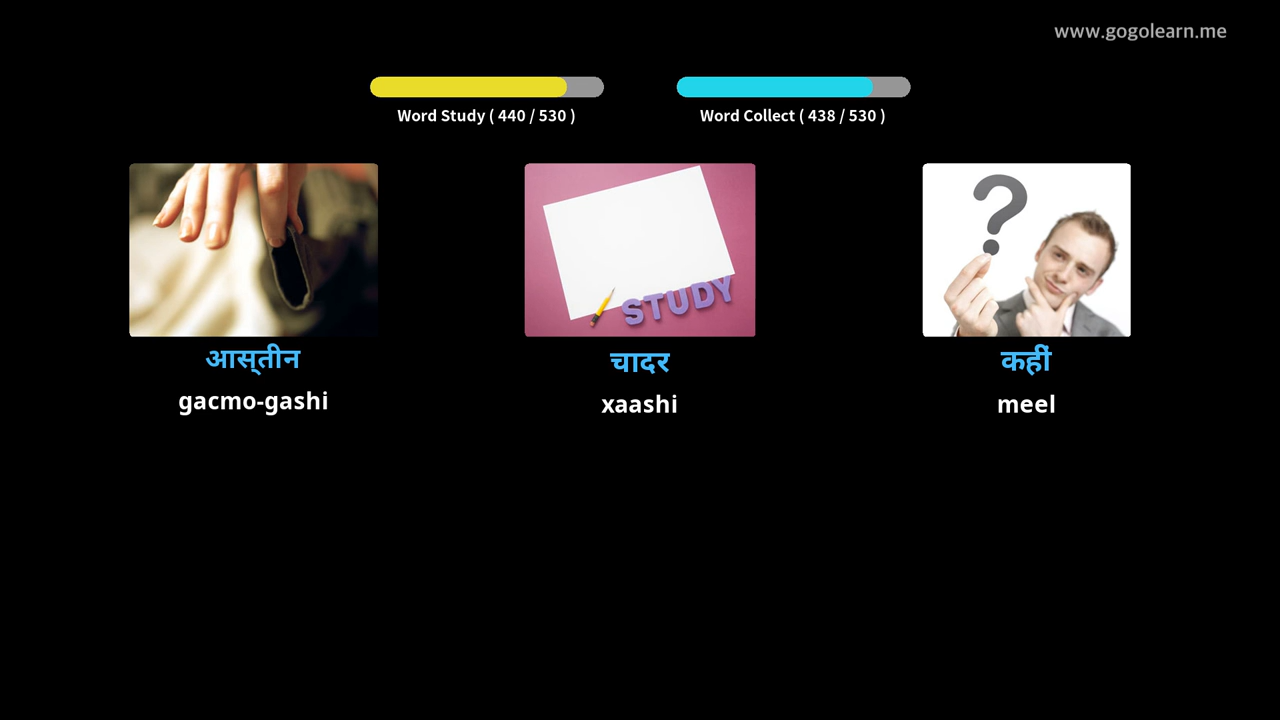 www.gogolearn.me
Word Study ( 440 / 530 )
Word Collect ( 438 / 530 )
STUDY
आस्तीन
चादर
कहीं
gacmo-gashi
xaashi
meel